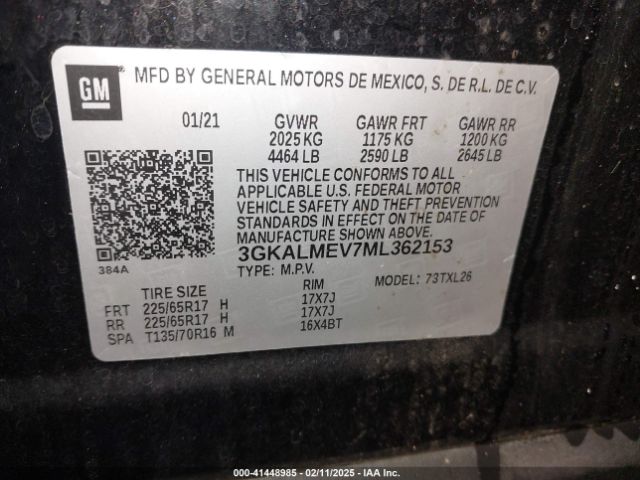 GM
MFD BY GENERAL MOTORS DE MEXICO, S. DE R.L. DE C.V.
01/21 GVWR GAWR FRT GAWR RR
2025 KG 1175 KG 1200 KG
4464 LB 2590 LB 2645 LB
THIS VEHICLE CONFORMS TO ALL
APPLICABLE U.S. FEDERAL MOTOR
VEHICLE SAFETY AND THEFT PREVENTION
STANDARDS IN EFFECT ON THE DATE OF
MANUFACTURE SHOWN ABOVE.
3GKALMEV7ML362153
384A
TYPE: M.P.V. MODEL: 73TXL26
TIRE SIZE RIM
FRT 225/65R17 H 17X7J
RR 225/65R17 H 17X7J
SPA T135/70R16 M 16X4BT
000-41448985 - 02/11/2025 - IAA Inc.